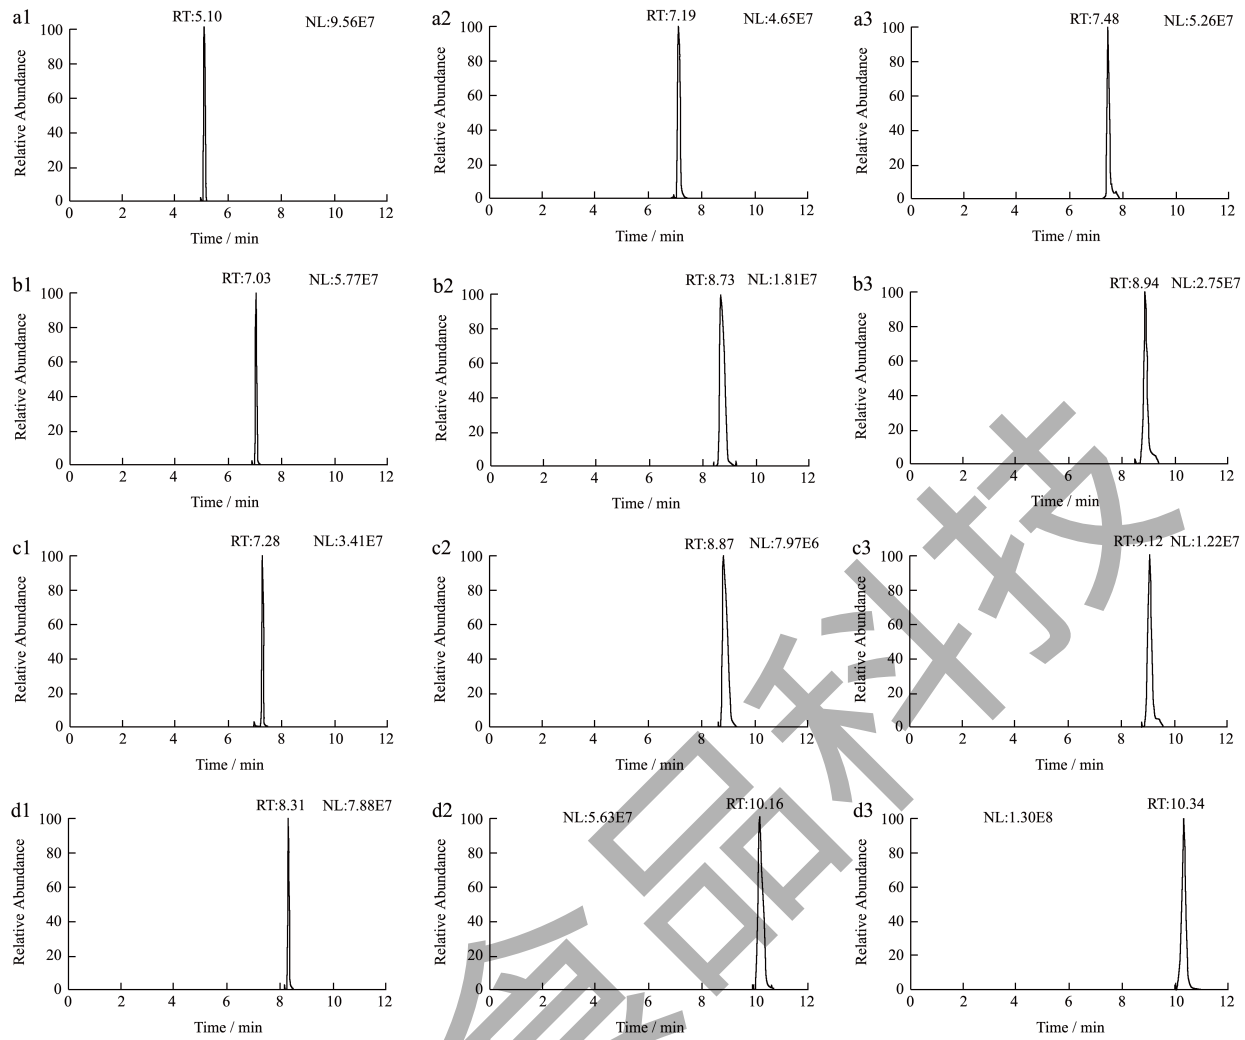 a1 RT:5.10 NL:9.56E7
100
80
60
40
20
0
Relative Abundance
0 2 4 6 8 10 12
Time / min
a2 RT:7.19 NL:4.65E7
100
80
60
40
20
0
Relative Abundance
0 2 4 6 8 10 12
Time / min
a3 RT:7.48 NL:5.26E7
100
80
60
40
20
0
Relative Abundance
0 2 4 6 8 10 12
Time / min
b1 RT:7.03 NL:5.77E7
100
80
60
40
20
0
Relative Abundance
0 2 4 6 8 10 12
Time / min
b2 RT:8.73 NL:1.81E7
100
80
60
40
20
0
Relative Abundance
0 2 4 6 8 10 12
Time / min
b3 RT:8.94 NL:2.75E7
100
80
60
40
20
0
Relative Abundance
0 2 4 6 8 10 12
Time / min
c1 RT:7.28 NL:3.41E7
100
80
60
40
20
0
Relative Abundance
0 2 4 6 8 10 12
Time / min
c2 RT:8.87 NL:7.97E6
100
80
60
40
20
0
Relative Abundance
0 2 4 6 8 10 12
Time / min
c3 RT:9.12 NL:1.22E7
100
80
60
40
20
0
Relative Abundance
0 2 4 6 8 10 12
Time / min
d1 RT:8.31 NL:7.88E7
100
80
60
40
20
0
Relative Abundance
0 2 4 6 8 10 12
Time / min
d2 NL:5.63E7 RT:10.16
100
80
60
40
20
0
Relative Abundance
0 2 4 6 8 10 12
Time / min
d3 NL:1.30E8 RT:10.34
100
80
60
40
20
0
Relative Abundance
0 2 4 6 8 10 12
Time / min
食品科技